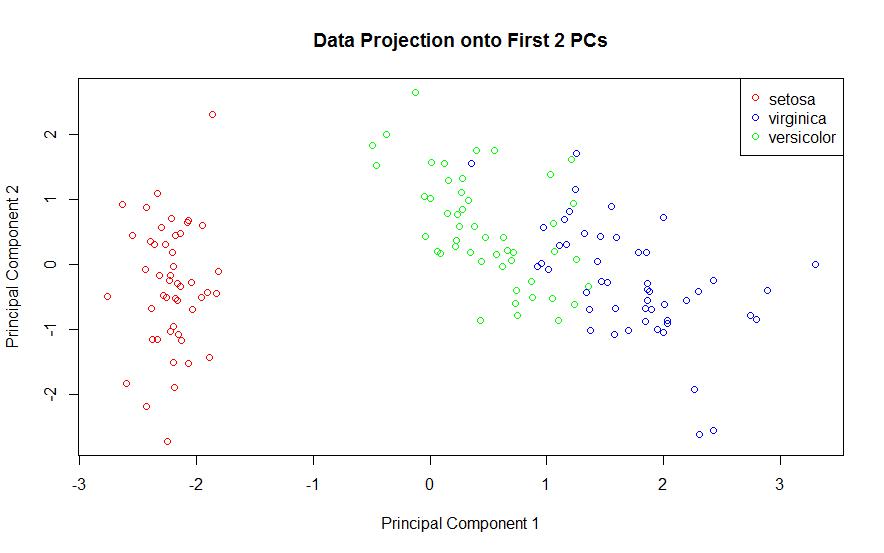 Data Projection onto First 2 PCs
setosa
virginica
versicolor
2
1
0
-1
-2
Principal Component 2
-3 -2 -1 0 1 2 3
Principal Component 1